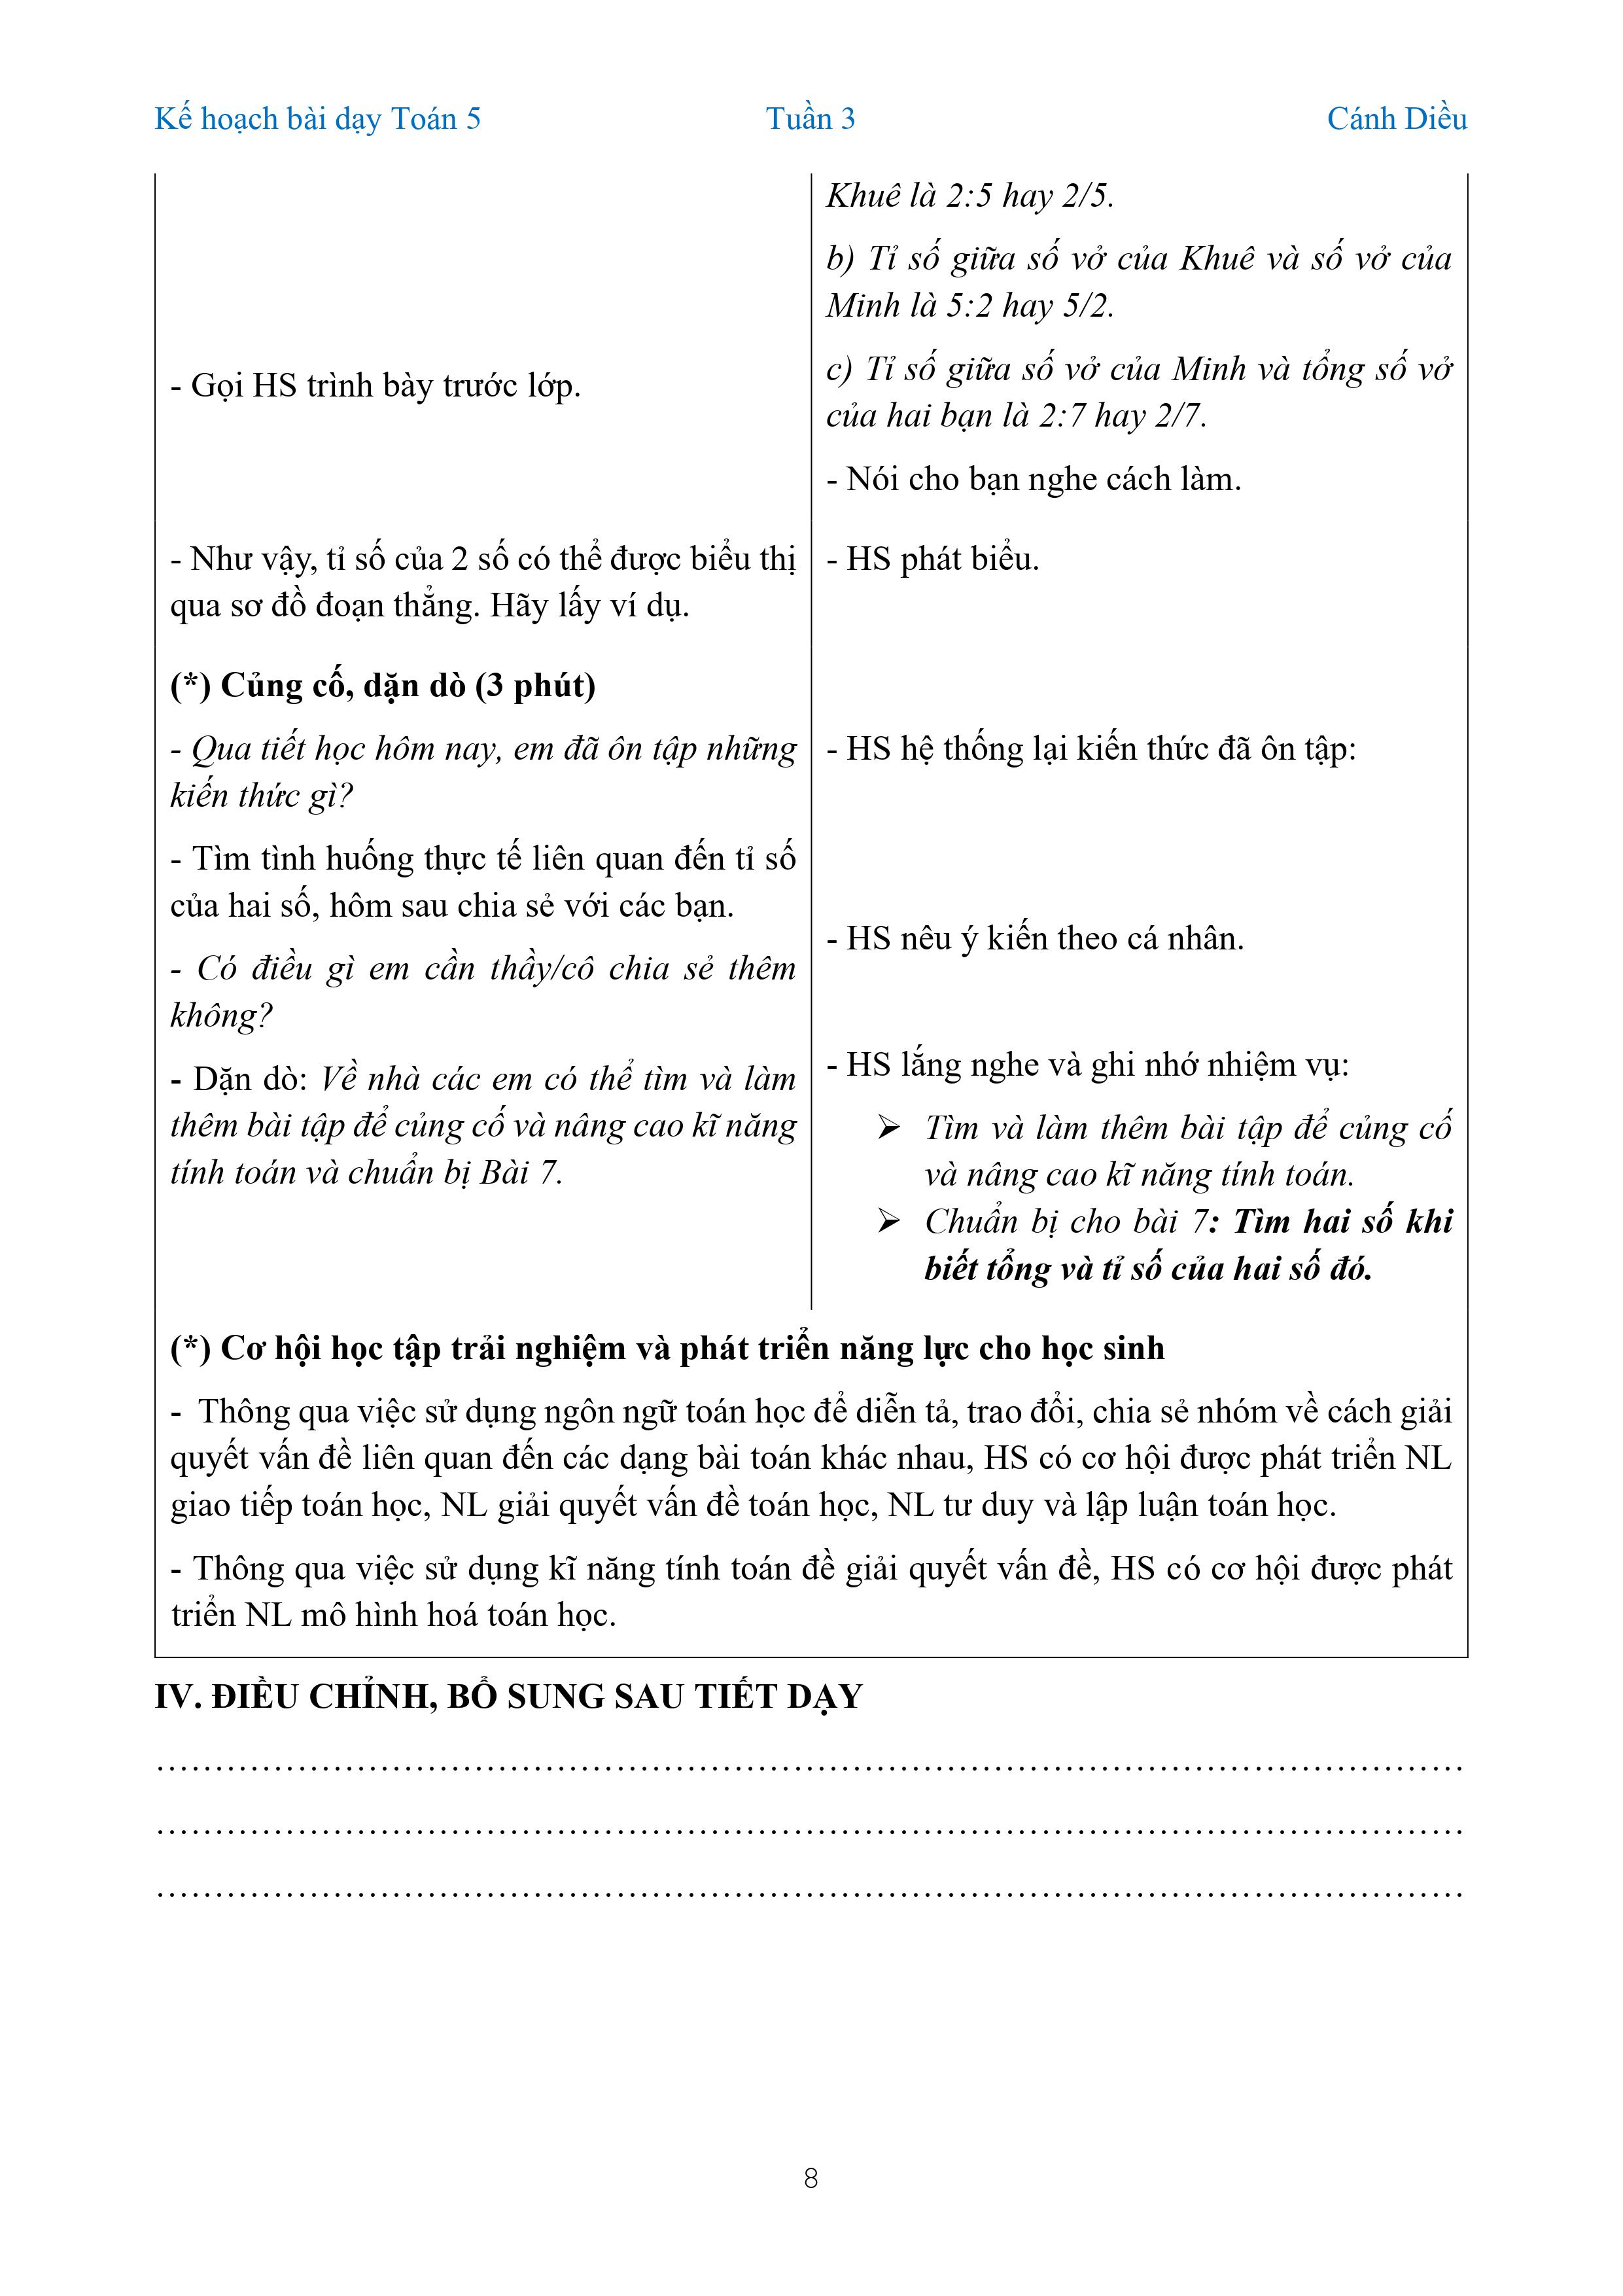 Kế hoạch bài dạy Toán 5 Tuần 3 Cánh Diều
Khuê là 2:5 hay 2/5.
b) Tỉ số giữa số vở của Khuê và số vở của
Minh là 5:2 hay 5/2.
- Gọi HS trình bày trước lớp.
c) Tỉ số giữa số vở của Minh và tổng số vở
của hai bạn là 2:7 hay 2/7.
- Nói cho bạn nghe cách làm.
- Như vậy, tỉ số của 2 số có thể được biểu thị
qua sơ đồ đoạn thẳng. Hãy lấy ví dụ.
- HS phát biểu.
(*) Củng cố, dặn dò (3 phút)
- Qua tiết học hôm nay, em đã ôn tập những
kiến thức gì?
- Tìm tình huống thực tế liên quan đến tỉ số
của hai số, hôm sau chia sẻ với các bạn.
- Có điều gì em cần thầy/cô chia sẻ thêm
không?
- Dặn dò: Về nhà các em có thể tìm và làm
thêm bài tập để củng cố và nâng cao kĩ năng
tính toán và chuẩn bị Bài 7.
- HS hệ thống lại kiến thức đã ôn tập:
- HS nêu ý kiến theo cá nhân.
- HS lắng nghe và ghi nhớ nhiệm vụ:
➢ Tìm và làm thêm bài tập để củng cố
và nâng cao kĩ năng tính toán.
➢ Chuẩn bị cho bài 7: Tìm hai số khi
biết tổng và tỉ số của hai số đó.
(*) Cơ hội học tập trải nghiệm và phát triển năng lực cho học sinh
- Thông qua việc sử dụng ngôn ngữ toán học để diễn tả, trao đổi, chia sẻ nhóm về cách giải
quyết vấn đề liên quan đến các dạng bài toán khác nhau, HS có cơ hội được phát triển NL
giao tiếp toán học, NL giải quyết vấn đề toán học, NL tư duy và lập luận toán học.
- Thông qua việc sử dụng kĩ năng tính toán đề giải quyết vấn đề, HS có cơ hội được phát
triển NL mô hình hoá toán học.
IV. ĐIỀU CHỈNH, BỔ SUNG SAU TIẾT DẠY
……………………………………………………………………………………………………
……………………………………………………………………………………………………
……………………………………………………………………………………………………
8